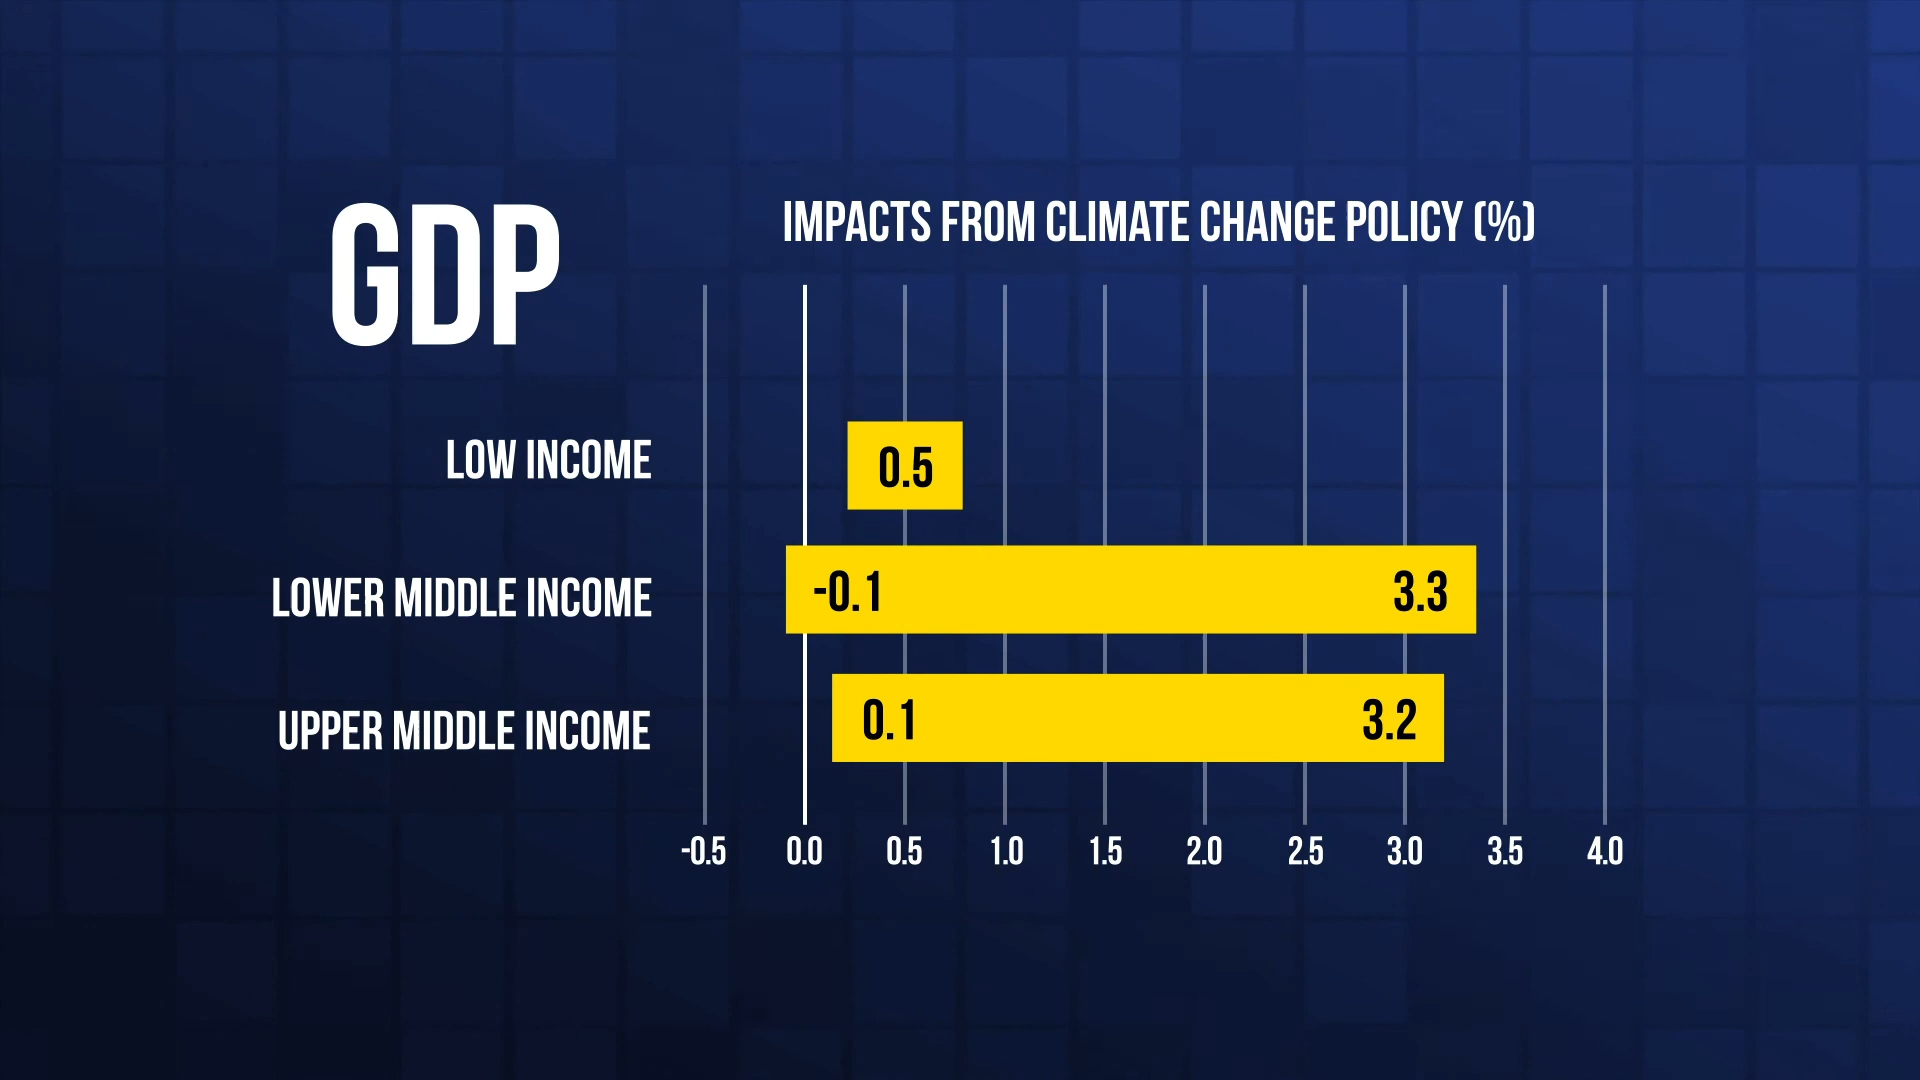 GDP
IMPACTS FROM CLIMATE CHANGE POLICY (%)
LOW INCOME
0.5
LOWER MIDDLE INCOME
-0.1 3.3
UPPER MIDDLE INCOME
0.1 3.2
-0.5 0.0 0.5 1.0 1.5 2.0 2.5 3.0 3.5 4.0